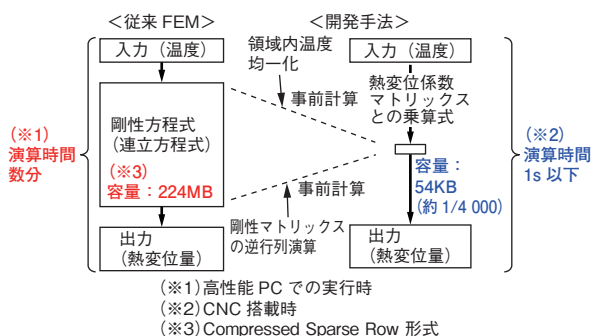 <従来 FEM>
<開発手法>
入力（温度）
領域内温度
均一化
入力（温度）
事前計算
熱変位係数
マトリックス
との乗算式
剛性方程式
（連立方程式）
（※3）
容量：224MB
（※1）
演算時間
数分
（※2）
演算時間
1s 以下
容量：
54KB
（約 1/4 000）
事前計算
剛性マトリックス
の逆行列演算
出力
（熱変位量）
出力
（熱変位量）
（※1）高性能 PC での実行時
（※2）CNC 搭載時
（※3）Compressed Sparse Row 形式